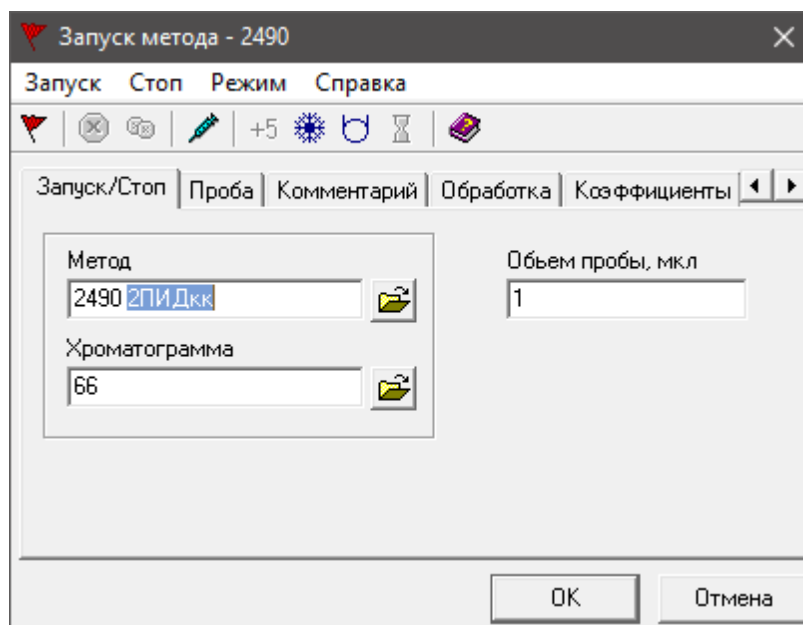 Запуск метода - 2490
Запуск Стоп Режим Справка
+5
Запуск/Стоп Проба Комментарий Обработка Коэффициенты
Метод
2490 2ПИДкк
Обьем пробы, мкл
1
Хроматограмма
66
OK Отмена